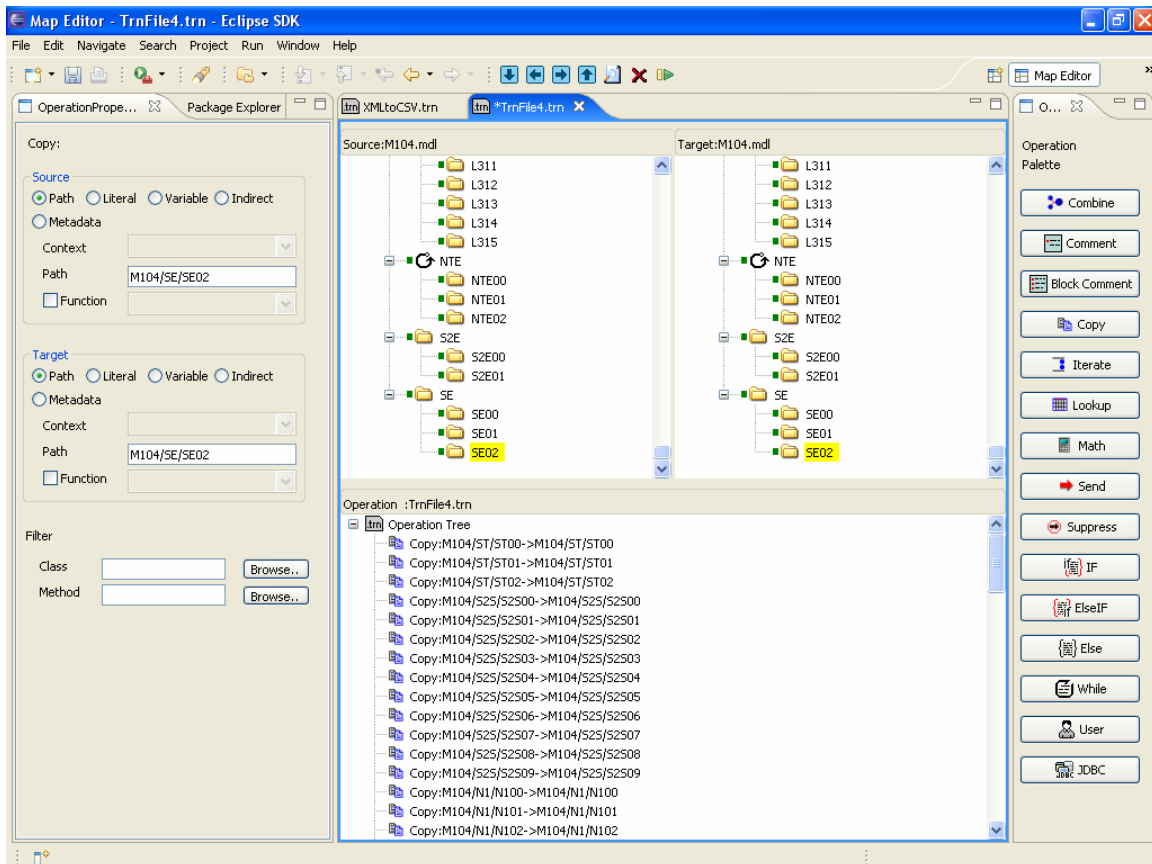 Map Editor - TrnFile4.trn - Eclipse SDK
File Edit Navigate Search Project Run Window Help
Map Editor
OperationPrope...
Package Explorer
Copy:
Source
Path Literal Variable Indirect
Metadata
Context
Path M104/SE/SE02
Function
Target
Path Literal Variable Indirect
Metadata
Context
Path M104/SE/SE02
Function
Filter
Class Browse..
Method Browse..
XMLtoCSV.trn
*TrnFile4.trn
Source:M104.mdl
L311
L312
L313
L314
L315
NTE
NTE00
NTE01
NTE02
S2E
S2E00
S2E01
SE
SE00
SE01
SE02
Target:M104.mdl
L311
L312
L313
L314
L315
NTE
NTE00
NTE01
NTE02
S2E
S2E00
S2E01
SE
SE00
SE01
SE02
Operation :TrnFile4.trn
.trn Operation Tree
Copy:M104/ST/ST00->M104/ST/ST00
Copy:M104/ST/ST01->M104/ST/ST01
Copy:M104/ST/ST02->M104/ST/ST02
Copy:M104/S2S/S2S00->M104/S2S/S2S00
Copy:M104/S2S/S2S01->M104/S2S/S2S01
Copy:M104/S2S/S2S02->M104/S2S/S2S02
Copy:M104/S2S/S2S03->M104/S2S/S2S03
Copy:M104/S2S/S2S04->M104/S2S/S2S04
Copy:M104/S2S/S2S05->M104/S2S/S2S05
Copy:M104/S2S/S2S06->M104/S2S/S2S06
Copy:M104/S2S/S2S07->M104/S2S/S2S07
Copy:M104/S2S/S2S08->M104/S2S/S2S08
Copy:M104/S2S/S2S09->M104/S2S/S2S09
Copy:M104/N1/N100->M104/N1/N100
Copy:M104/N1/N101->M104/N1/N101
Copy:M104/N1/N102->M104/N1/N102
O...
Operation
Palette
Combine
Comment
Block Comment
Copy
Iterate
Lookup
Math
Send
Suppress
IF
ElseIF
Else
While
User
JDBC